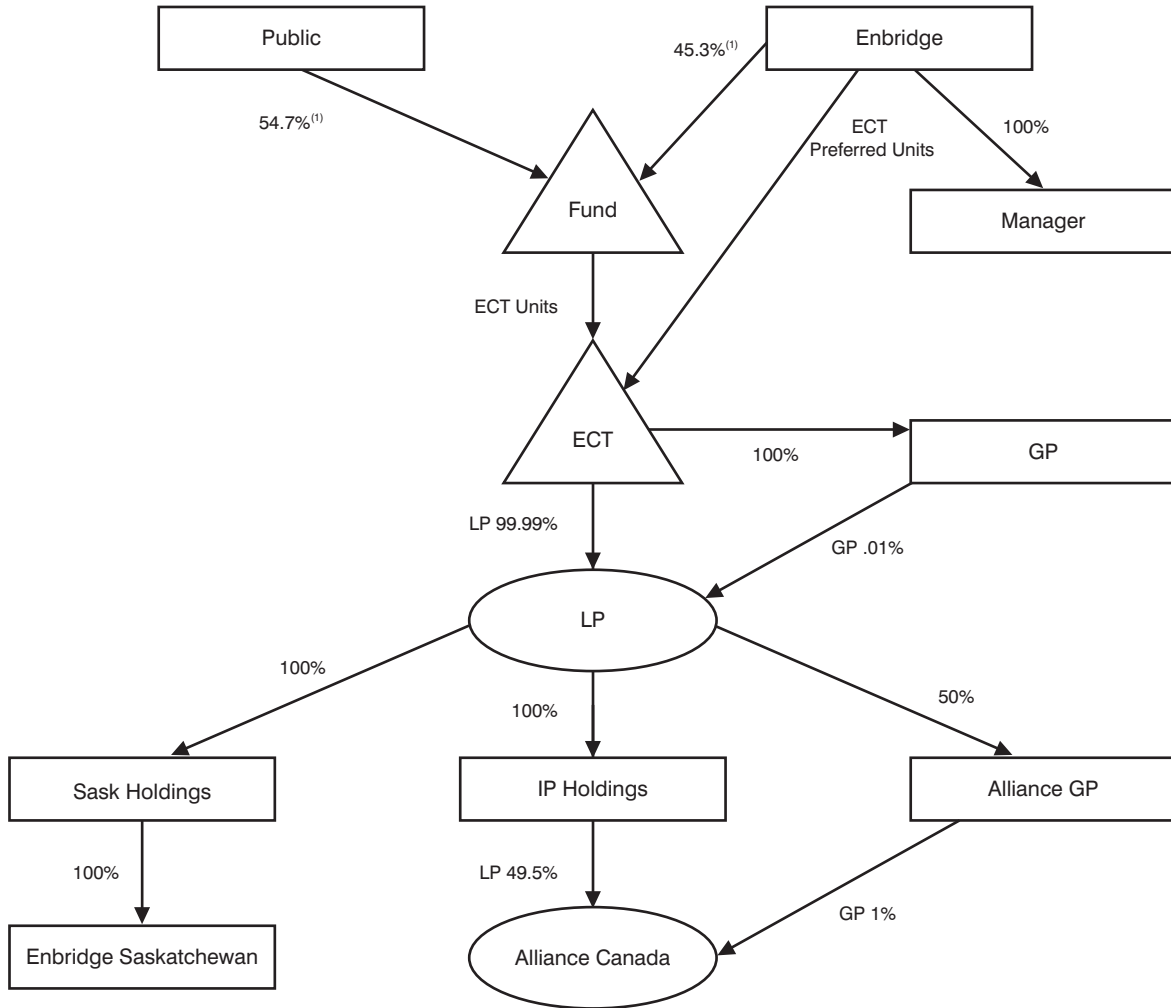 Public
Enbridge
45.3%(1)
54.7%(1)
ECT
Preferred Units
100%
Fund
Manager
ECT Units
ECT
100%
GP
LP 99.99%
GP .01%
LP
100%
100%
50%
Sask Holdings
IP Holdings
Alliance GP
100%
LP 49.5%
GP 1%
Enbridge Saskatchewan
Alliance Canada